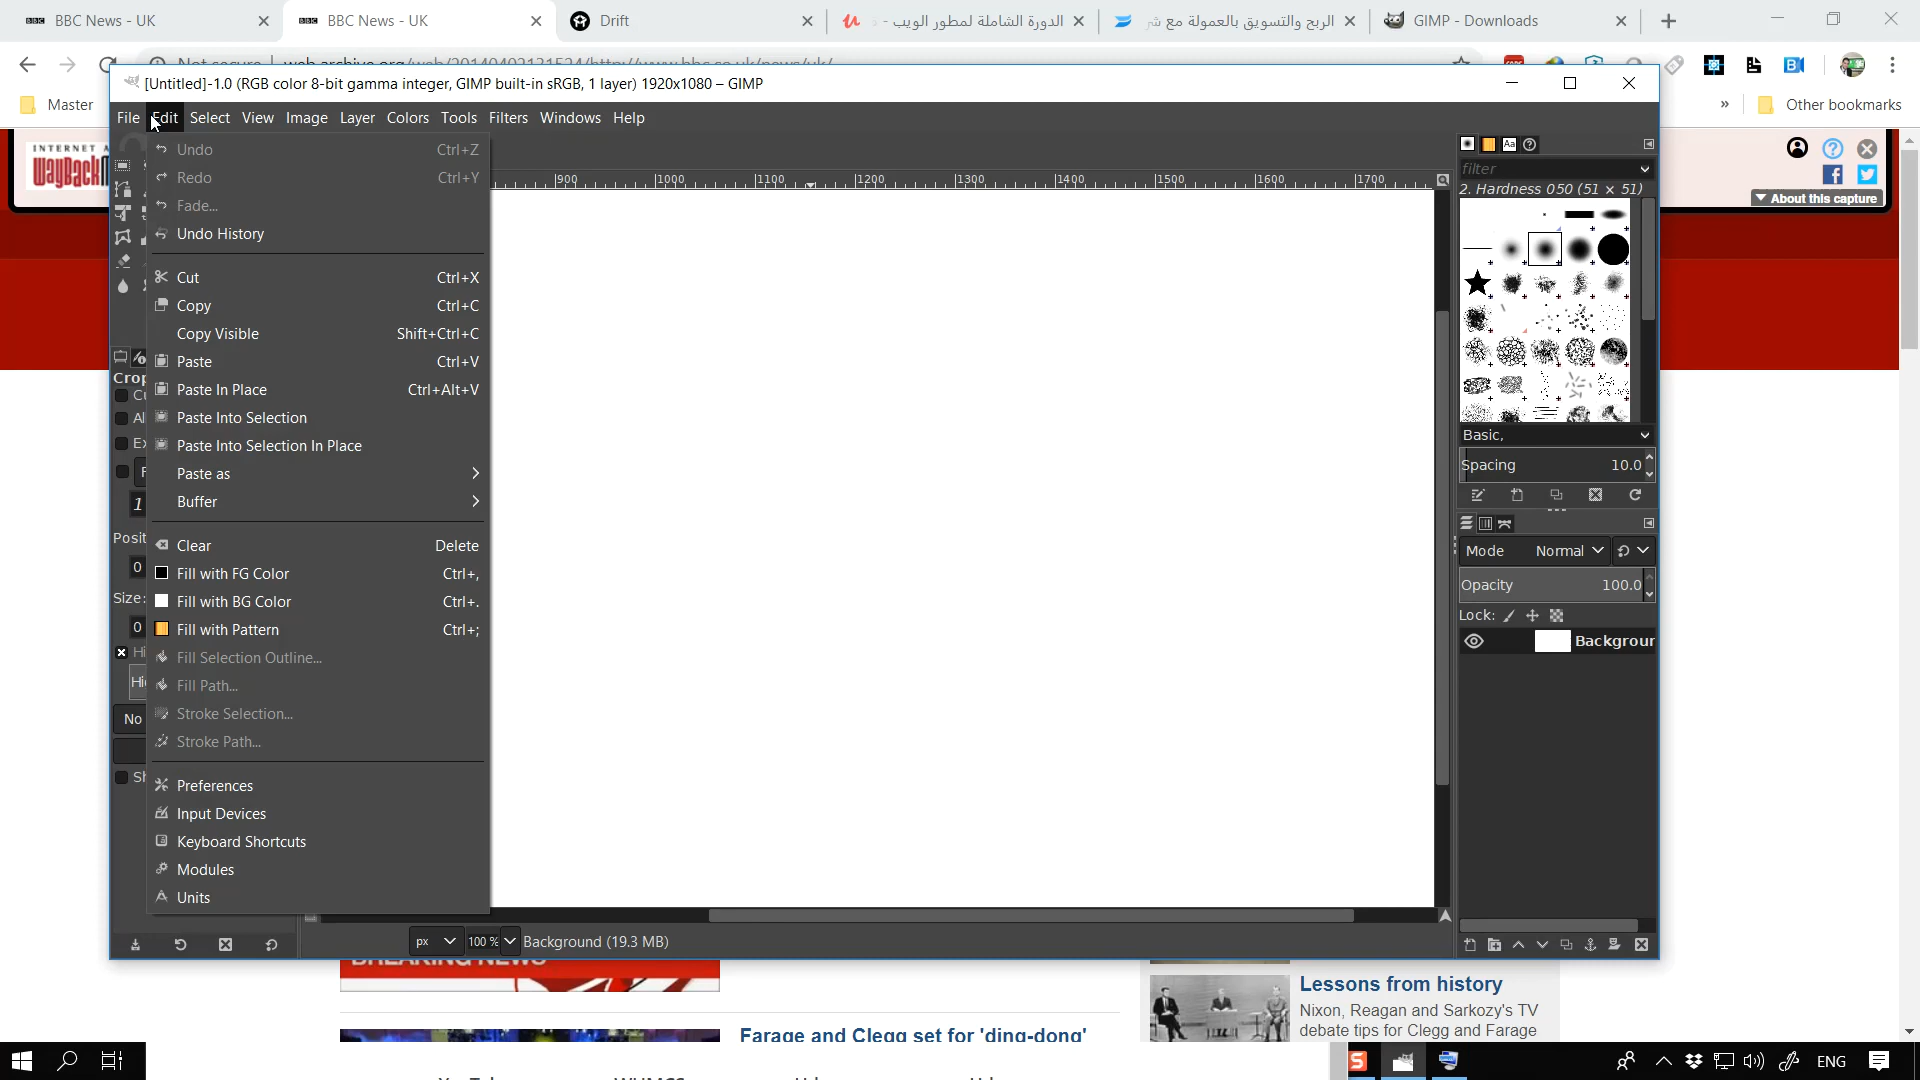 BBC News - UK
BBC News - UK
Drift
الدورة الشاملة لمطور الويب -
الربح والتسويق بالعمولة مع شر
GIMP - Downloads
[Untitled]-1.0 (RGB color 8-bit gamma integer, GIMP built-in sRGB, 1 layer) 1920x1080 – GIMP
Master
Other bookmarks
File Edit Select View Image Layer Colors Tools Filters Windows Help
INTERNET A
About this capture
Undo Ctrl+Z
Redo Ctrl+Y
Fade...
Undo History
Cut Ctrl+X
Copy Ctrl+C
Copy Visible Shift+Ctrl+C
Paste Ctrl+V
Paste In Place Ctrl+Alt+V
Paste Into Selection
Paste Into Selection In Place
Paste as
Buffer
Clear Delete
Fill with FG Color Ctrl+,
Fill with BG Color Ctrl+.
Fill with Pattern Ctrl+;
Fill Selection Outline...
Fill Path...
Stroke Selection...
Stroke Path...
Preferences
Input Devices
Keyboard Shortcuts
Modules
Units
900 1000 1100 1200 1300 1400 1500 1600 1700
filter
2. Hardness 050 (51 × 51)
Basic,
Spacing 10.0
Mode Normal
Opacity 100.0
Lock:
Backgrour
Crop
Posit
0
Size:
0
No
px 100 % Background (19.3 MB)
BREAKING NEWS
Farage and Clegg set for 'ding-dong'
Lessons from history
Nixon, Reagan and Sarkozy's TV
debate tips for Clegg and Farage
ENG